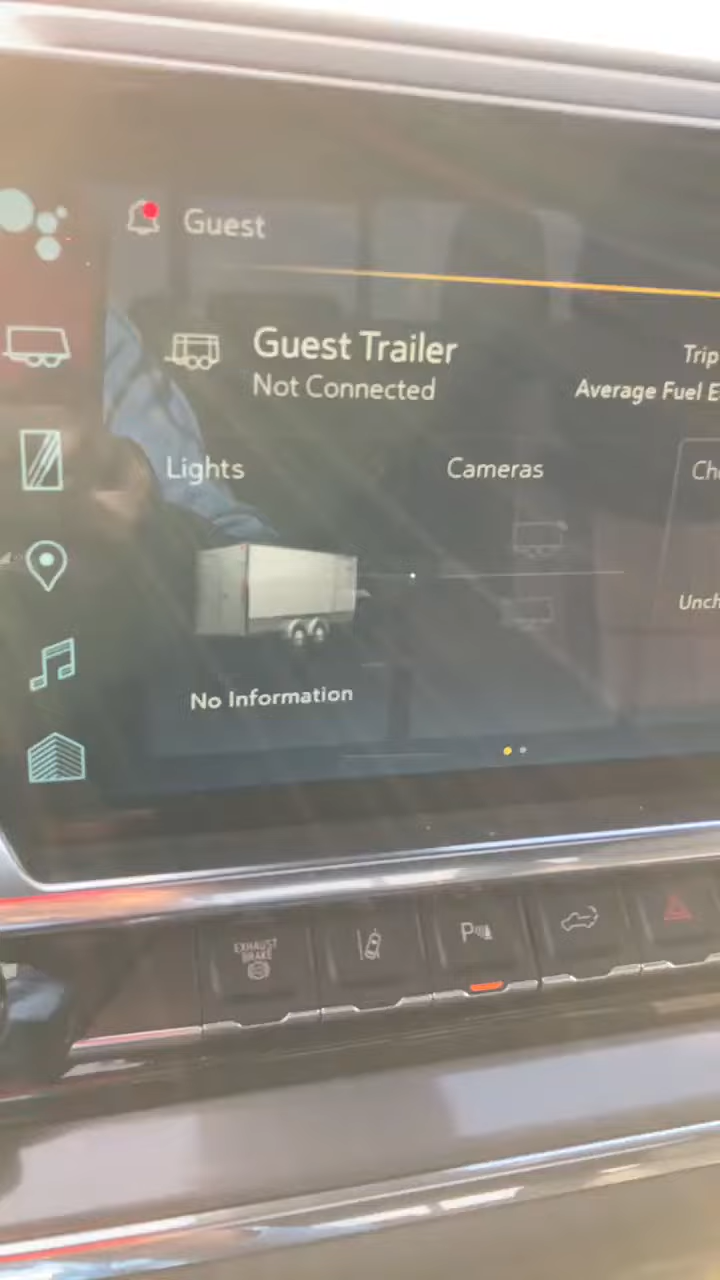 Guest
Guest Trailer
Not Connected
Trip
Average Fuel E
Lights
Cameras
Ch
Unch
No Information
EXHAUST
BRAKE
P